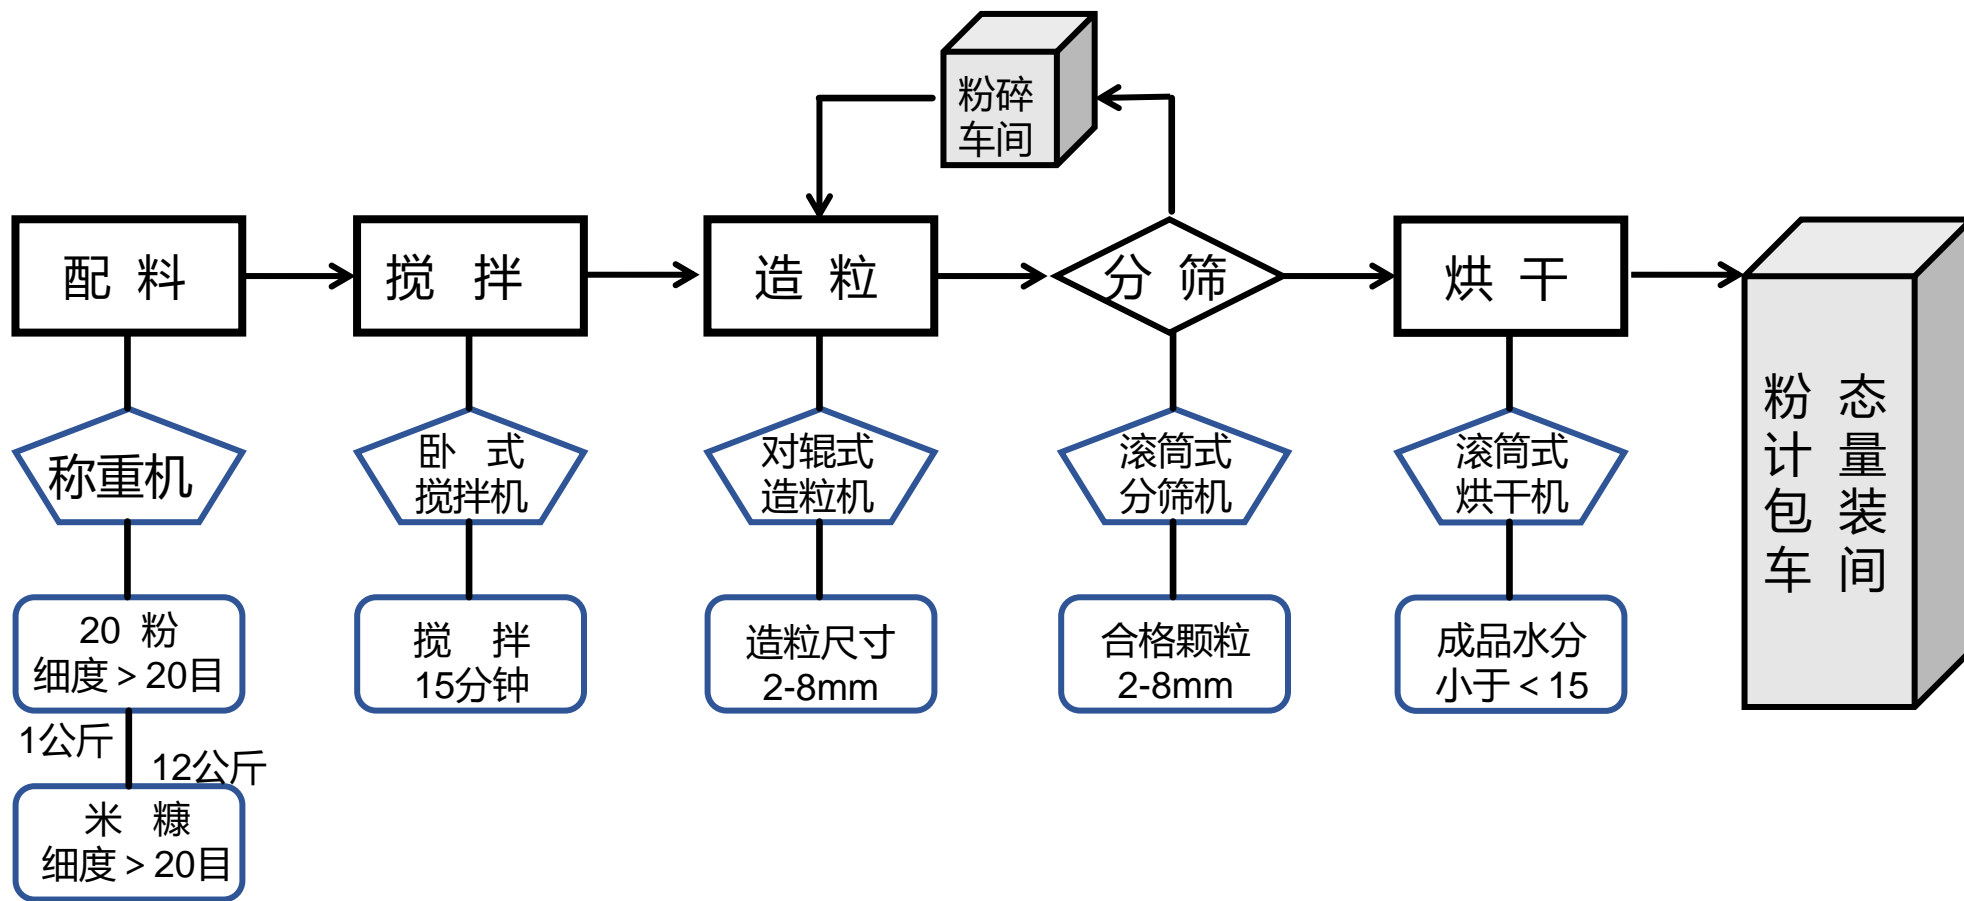 粉碎
车间
配 料
搅 拌
造 粒
分 筛
烘 干
粉 态
计 量
包 装
车 间
称重机
卧 式
搅拌机
对辊式
造粒机
滚筒式
分筛机
滚筒式
烘干机
20 粉
细度＞20目
搅 拌
15分钟
造粒尺寸
2-8mm
合格颗粒
2-8mm
成品水分
小于＜15
1公斤
12公斤
米 糠
细度＞20目